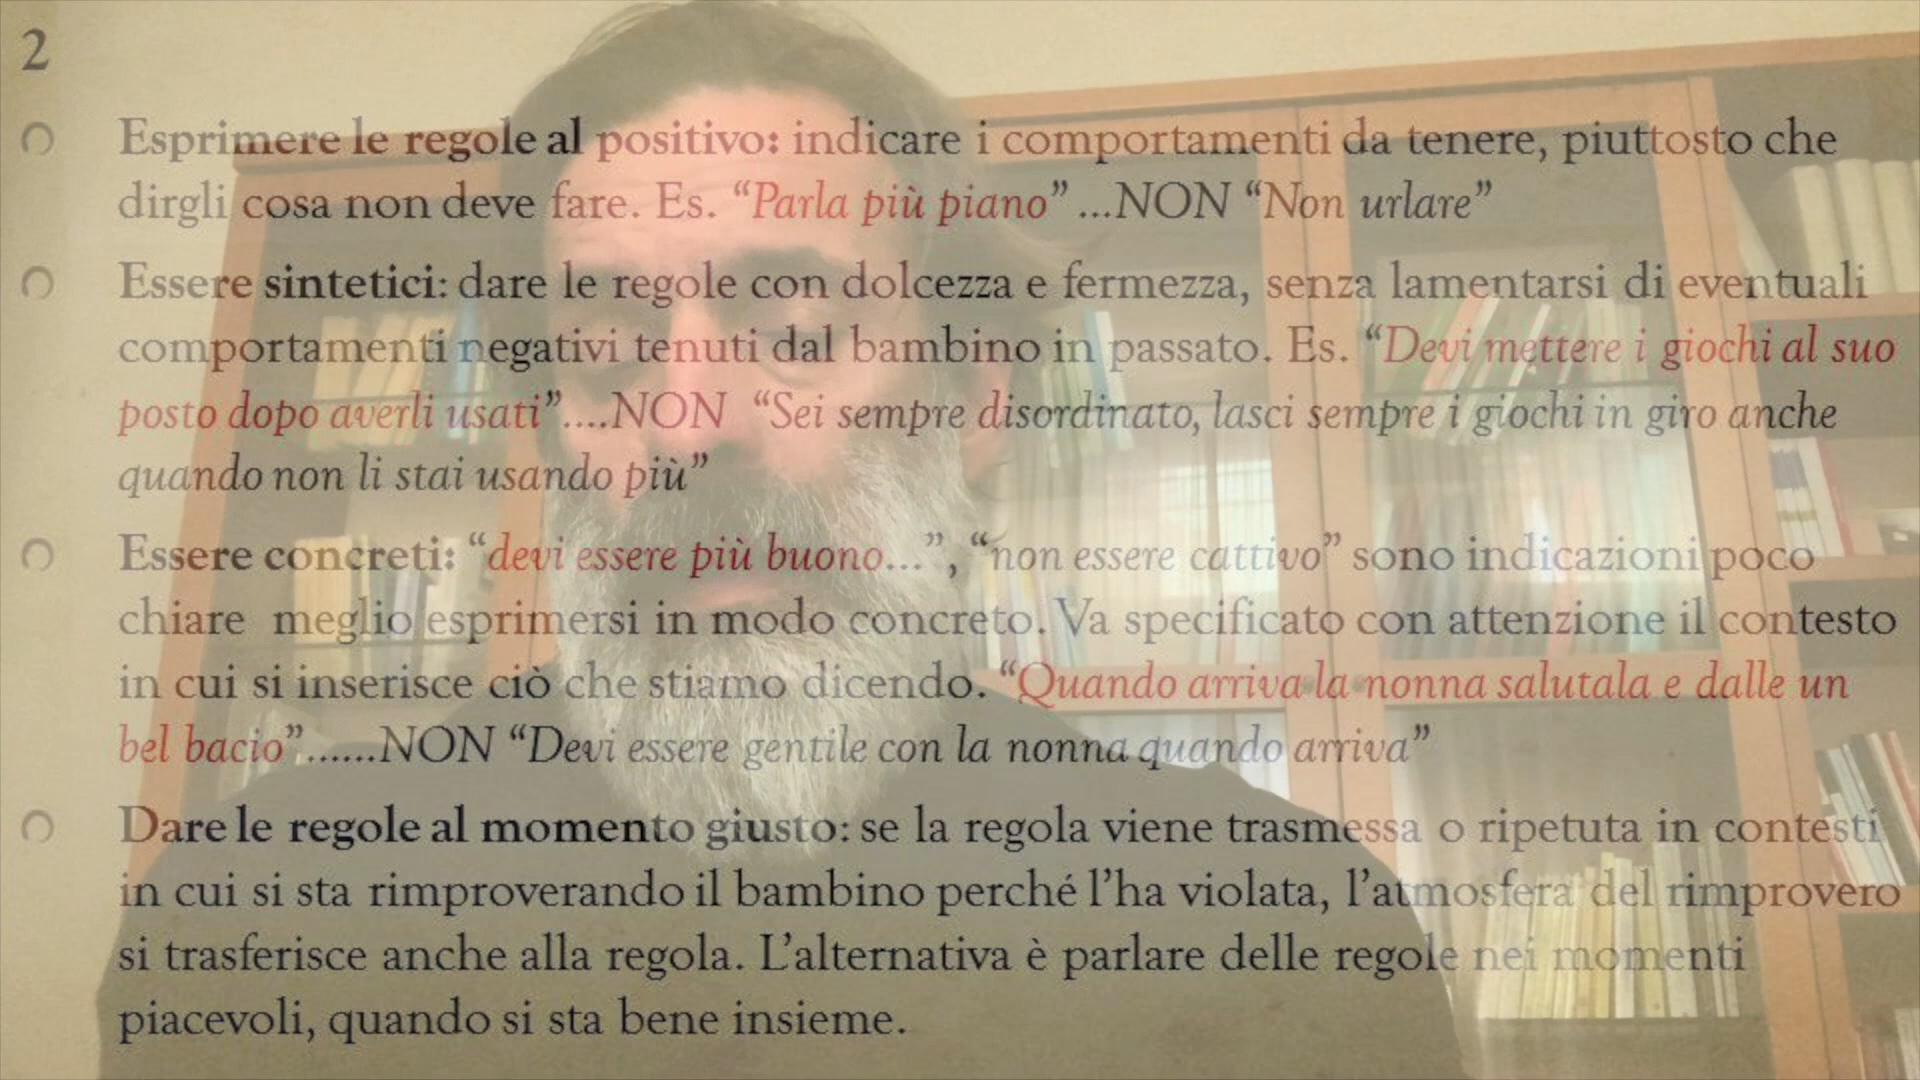 2
Esprimere le regole al positivo: indicare i comportamenti da tenere, piuttosto che
dirgli cosa non deve fare. Es. “Parla più piano” ...NON “Non urlare”
Essere sintetici: dare le regole con dolcezza e fermezza, senza lamentarsi di eventuali
comportamenti negativi tenuti dal bambino in passato. Es. “Devi mettere i giochi al suo
posto dopo averli usati”....NON “Sei sempre disordinato, lasci sempre i giochi in giro anche
quando non li stai usando più”
Essere concreti: “devi essere più buono...”, “non essere cattivo” sono indicazioni poco
chiare meglio esprimersi in modo concreto. Va specificato con attenzione il contesto
in cui si inserisce ciò che stiamo dicendo. “Quando arriva la nonna salutala e dalle un
bel bacio”......NON “Devi essere gentile con la nonna quando arriva”
Dare le regole al momento giusto: se la regola viene trasmessa o ripetuta in contesti
in cui si sta rimproverando il bambino perché l’ha violata, l’atmosfera del rimprovero
si trasferisce anche alla regola. L’alternativa è parlare delle regole nei momenti
piacevoli, quando si sta bene insieme.